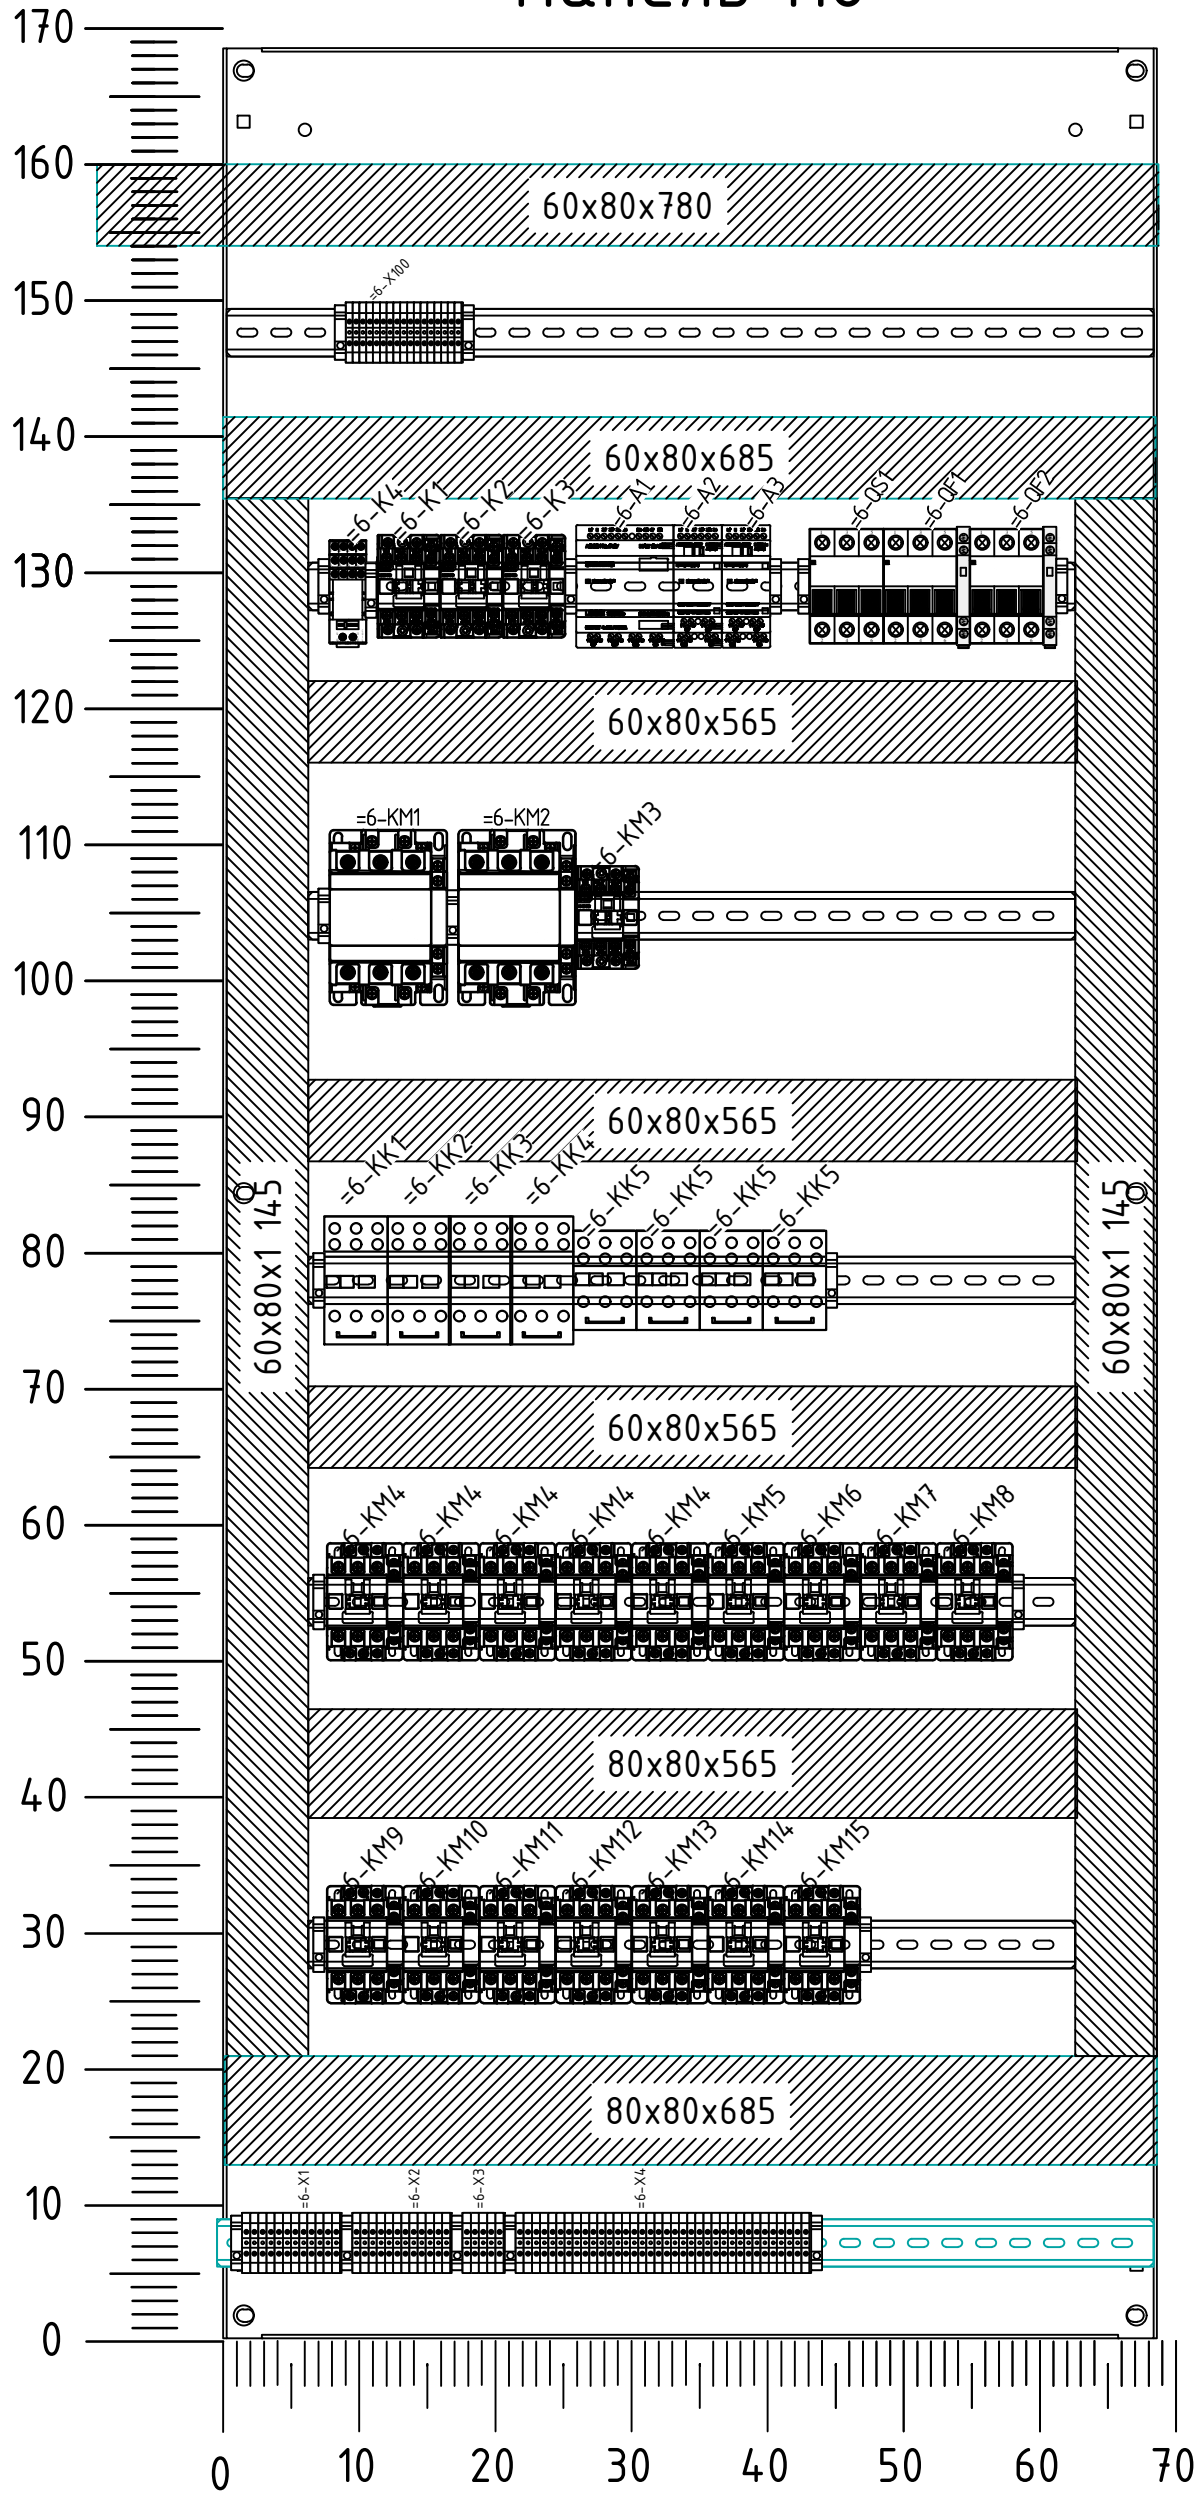 170
160
60x80x780
=6-X100
150
140
60x80x685
=6-K4
=6-K1
=6-K2
=6-K3
=6-A1
=6-A2
=6-A3
=6-QS1
=6-QF1
=6-QF2
130
120
60x80x565
=6-KM1
=6-KM2
=6-KM3
110
100
90
60x80x565
=6-KK1
=6-KK2
=6-KK3
=6-KK4
=6-KK5
=6-KK5
=6-KK5
=6-KK5
60x80x1 145
60x80x1 145
80
70
60x80x565
60
6-KM4
6-KM4
6-KM4
6-KM4
6-KM4
6-KM5
6-KM6
6-KM7
6-KM8
50
80x80x565
40
6-KM9
6-KM10
6-KM11
6-KM12
6-KM13
6-KM14
6-KM15
30
20
80x80x685
=6-X1
=6-X2
=6-X3
=6-X4
10
0
0 10 20 30 40 50 60 70